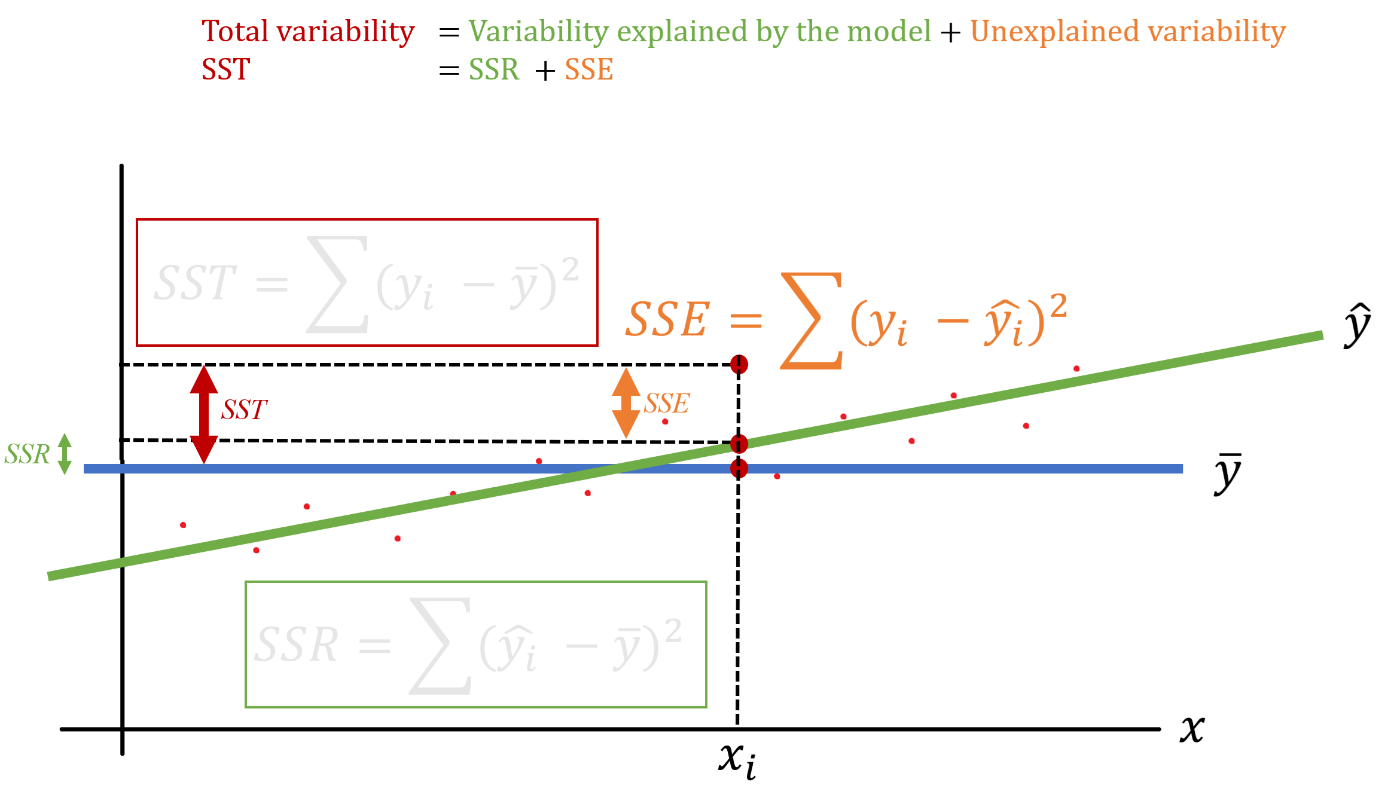 Total variability = Variability explained by the model + Unexplained variability
SST = SSR + SSE
SST = ∑(yᵢ − ȳ)²
SSE = ∑(yᵢ − ŷᵢ)²
ŷ
SST
SSE
SSR
ȳ
SSR = ∑(ŷᵢ − ȳ)²
x
xᵢ